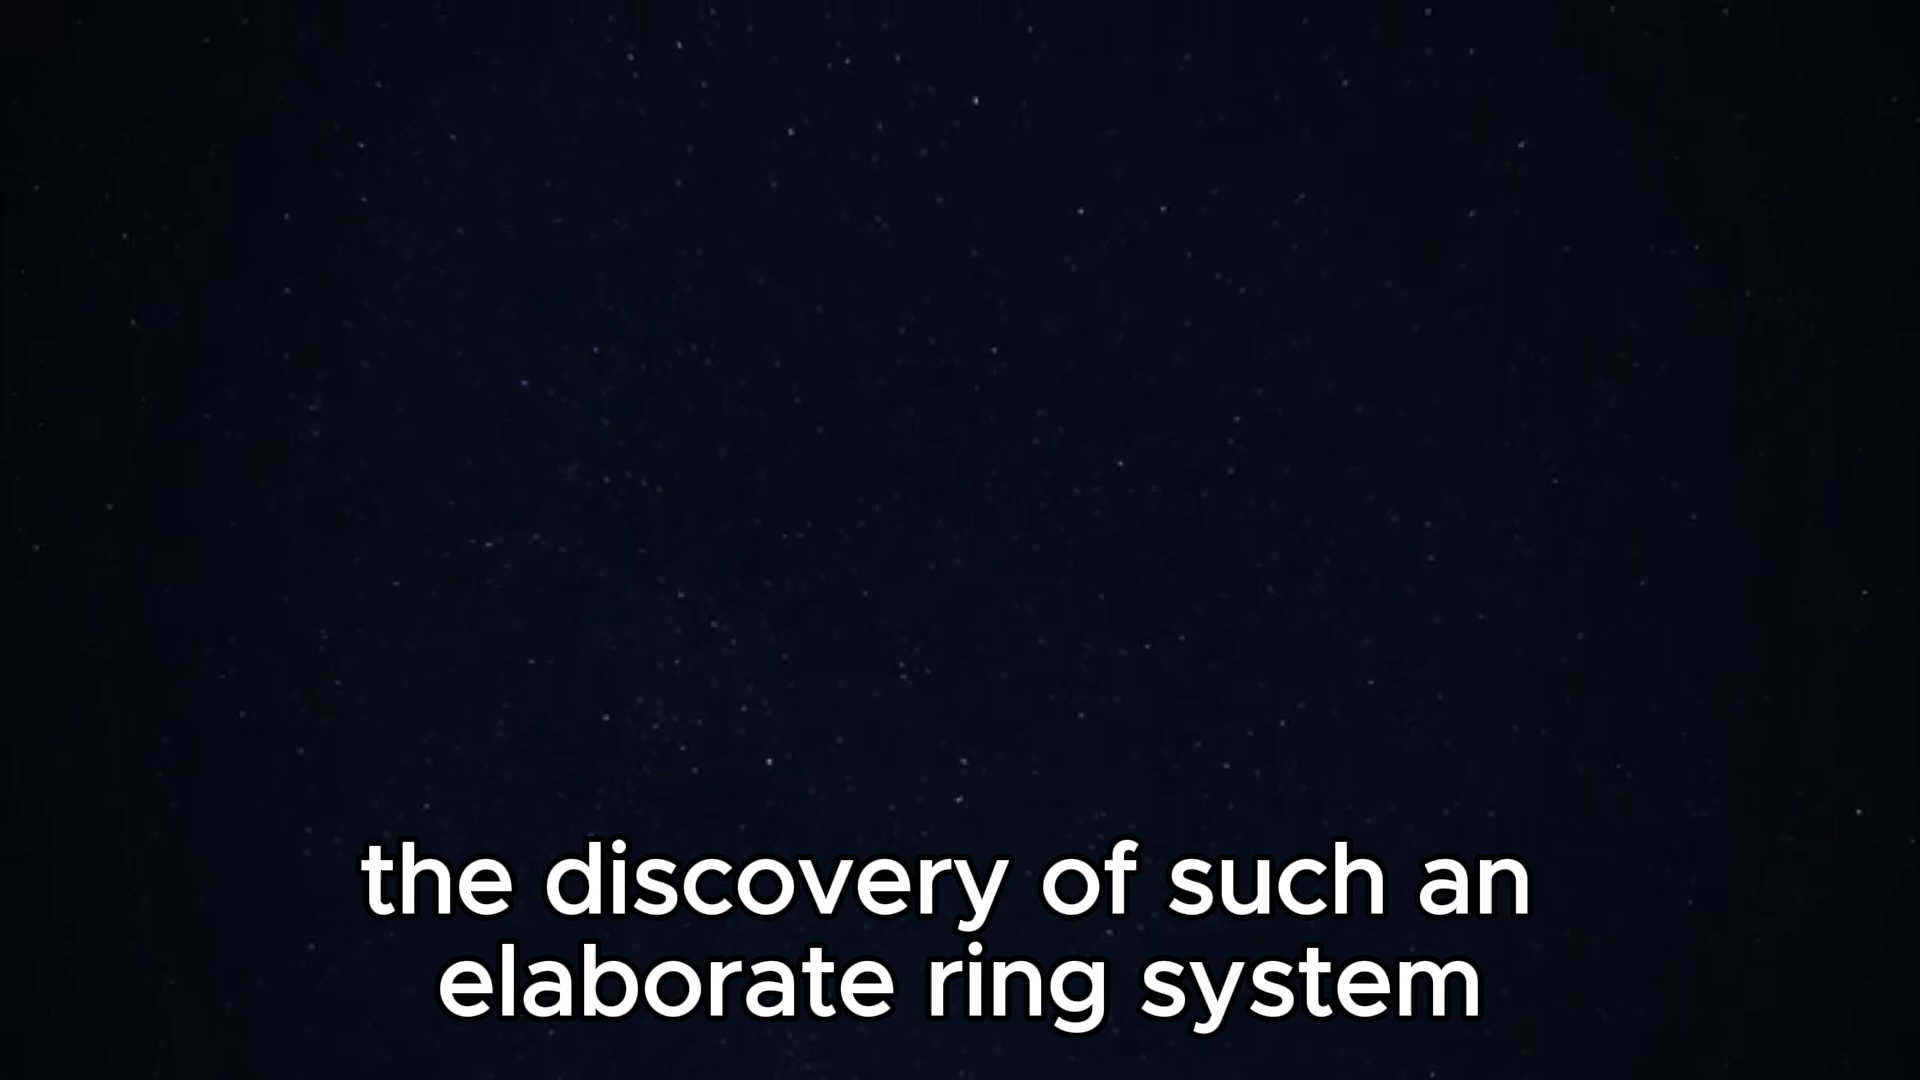 the discovery of such an
elaborate ring system